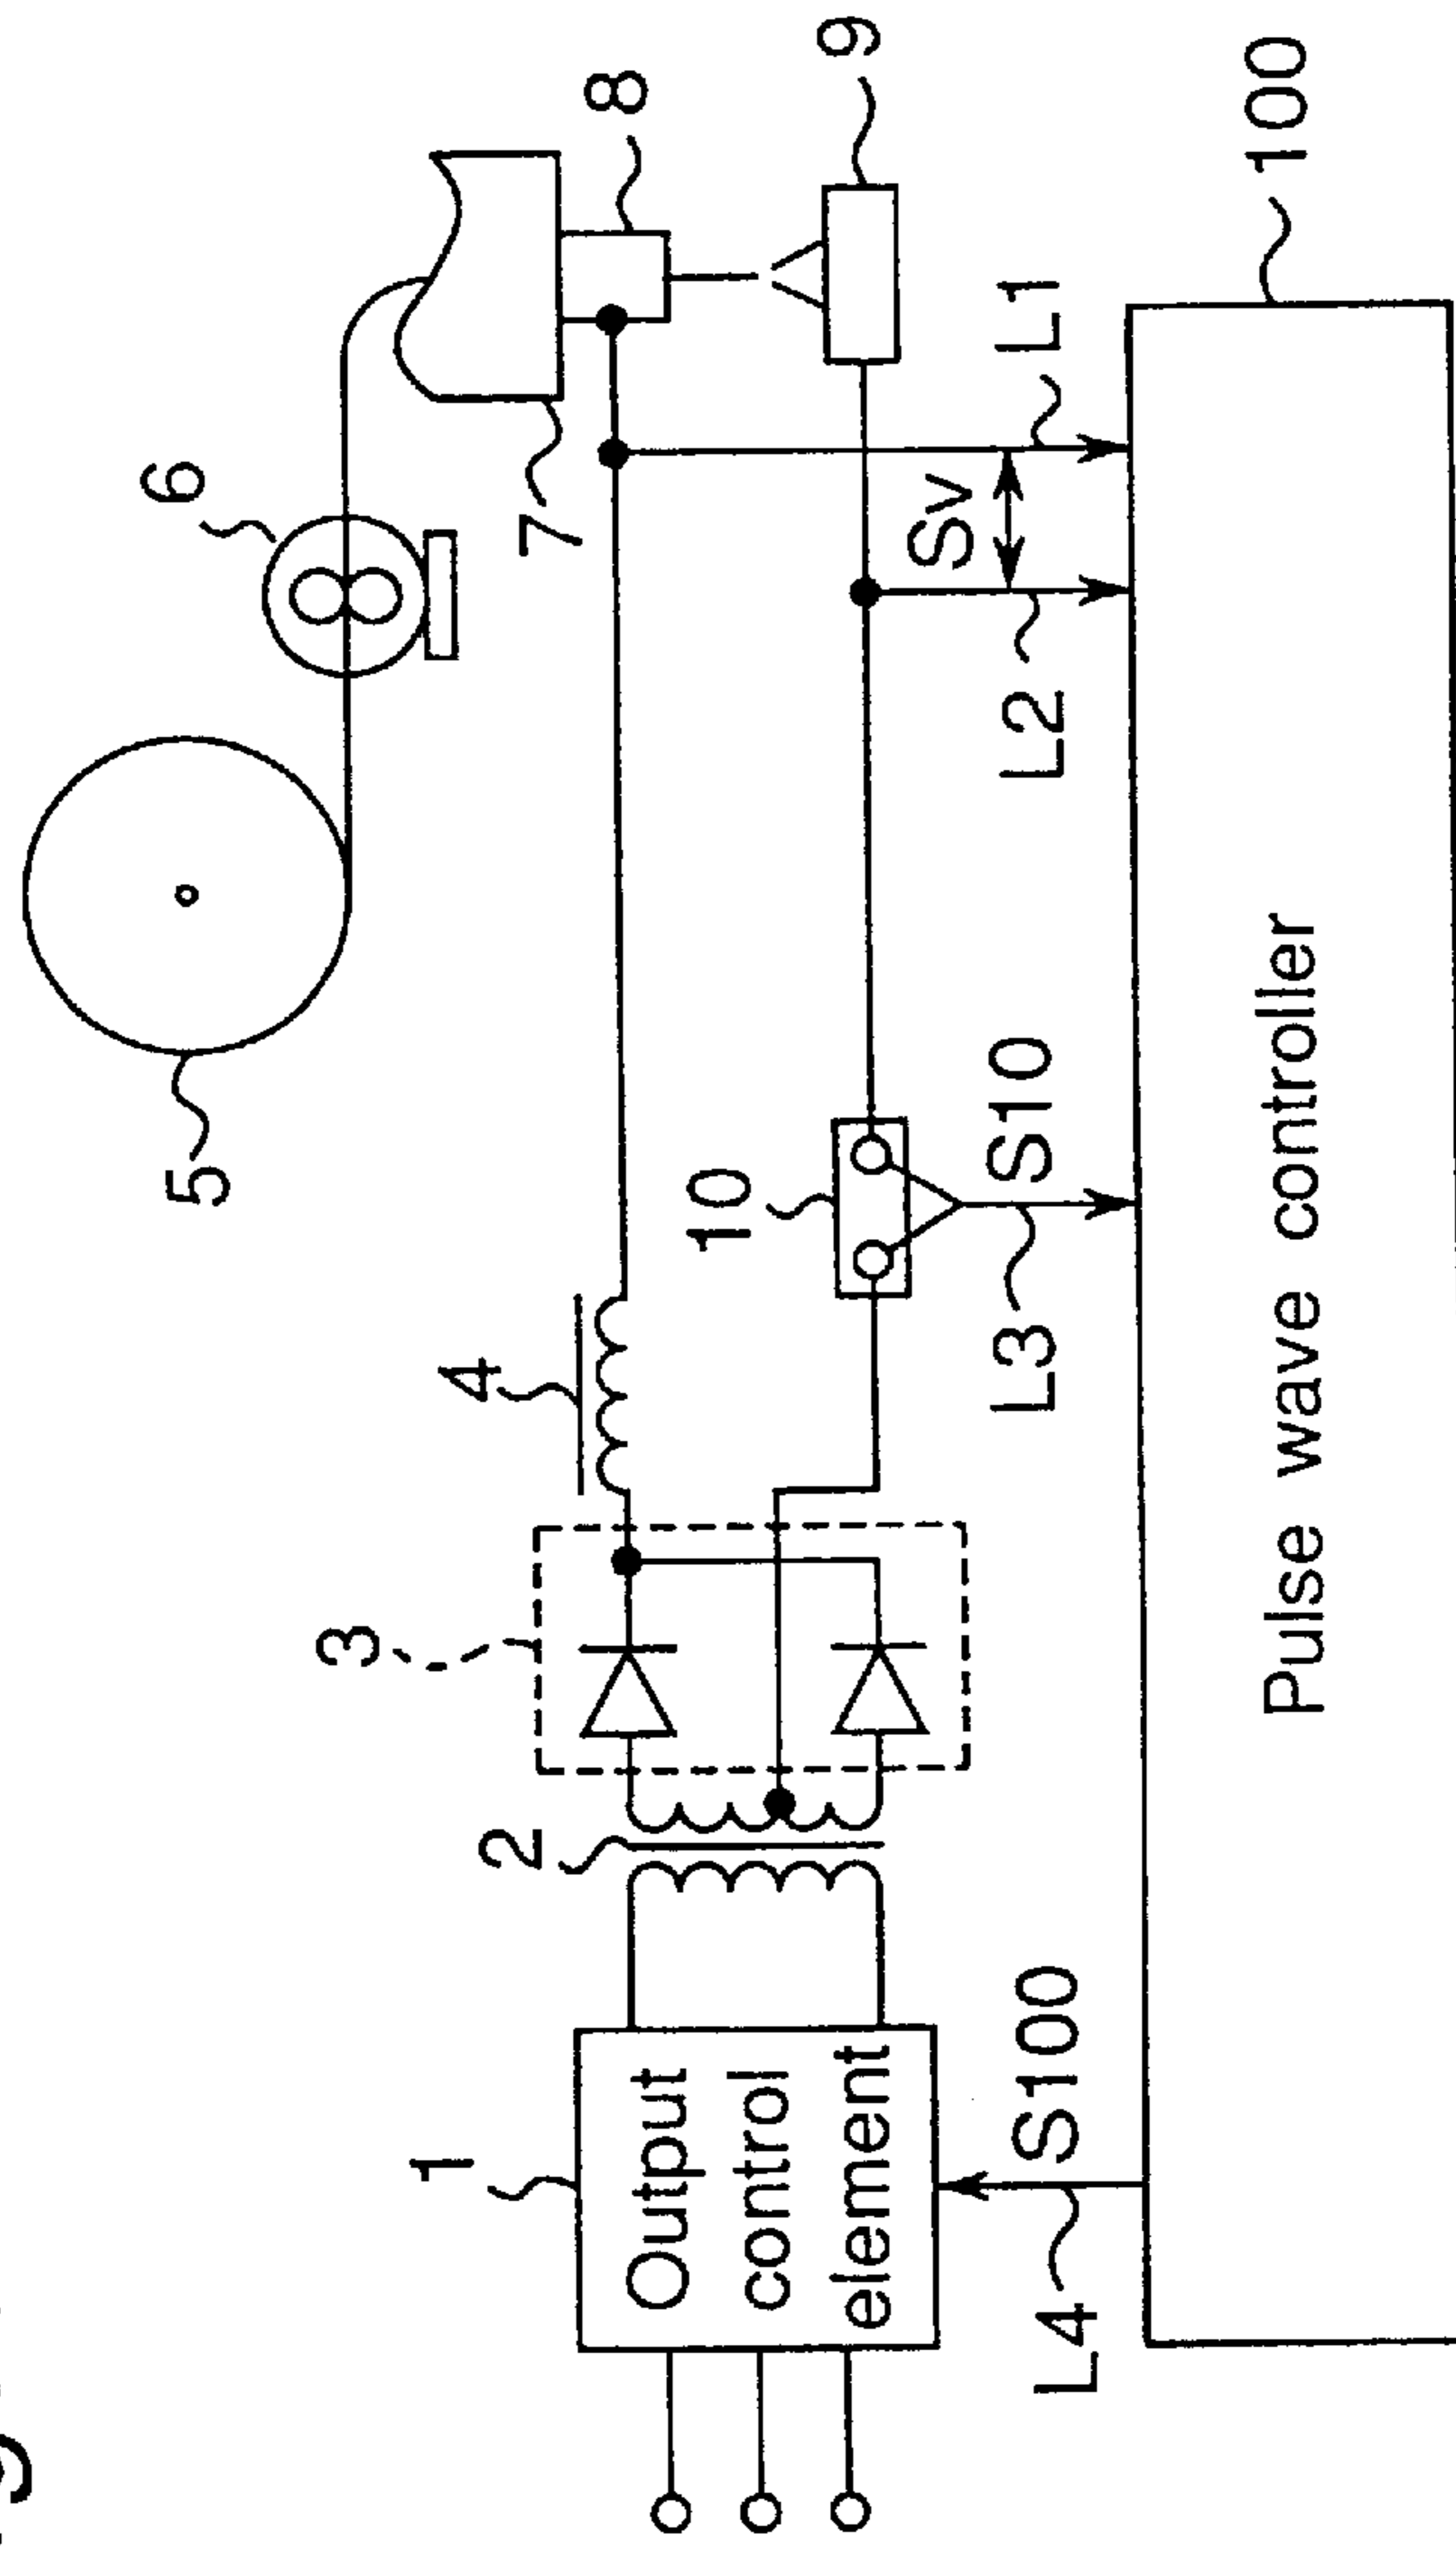 5
6
8
9
7
4
3
2
1
10
Output
control
element
Sv
L1
L2
S10
L3
S100
L4
100
Pulse wave controller